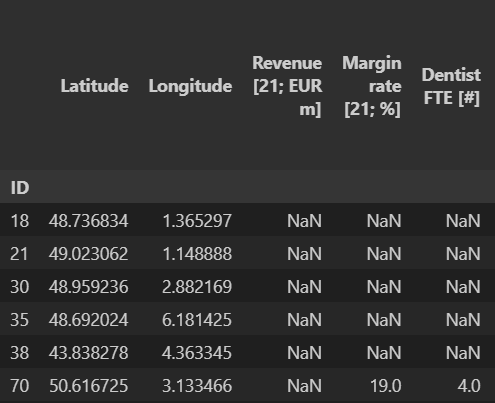 Latitude Longitude Revenue [21; EUR m] Margin rate [21; %] Dentist FTE [#]
ID
18 48.736834 1.365297 NaN NaN NaN
21 49.023062 1.148888 NaN NaN NaN
30 48.959236 2.882169 NaN NaN NaN
35 48.692024 6.181425 NaN NaN NaN
38 43.838278 4.363345 NaN NaN NaN
70 50.616725 3.133466 NaN 19.0 4.0